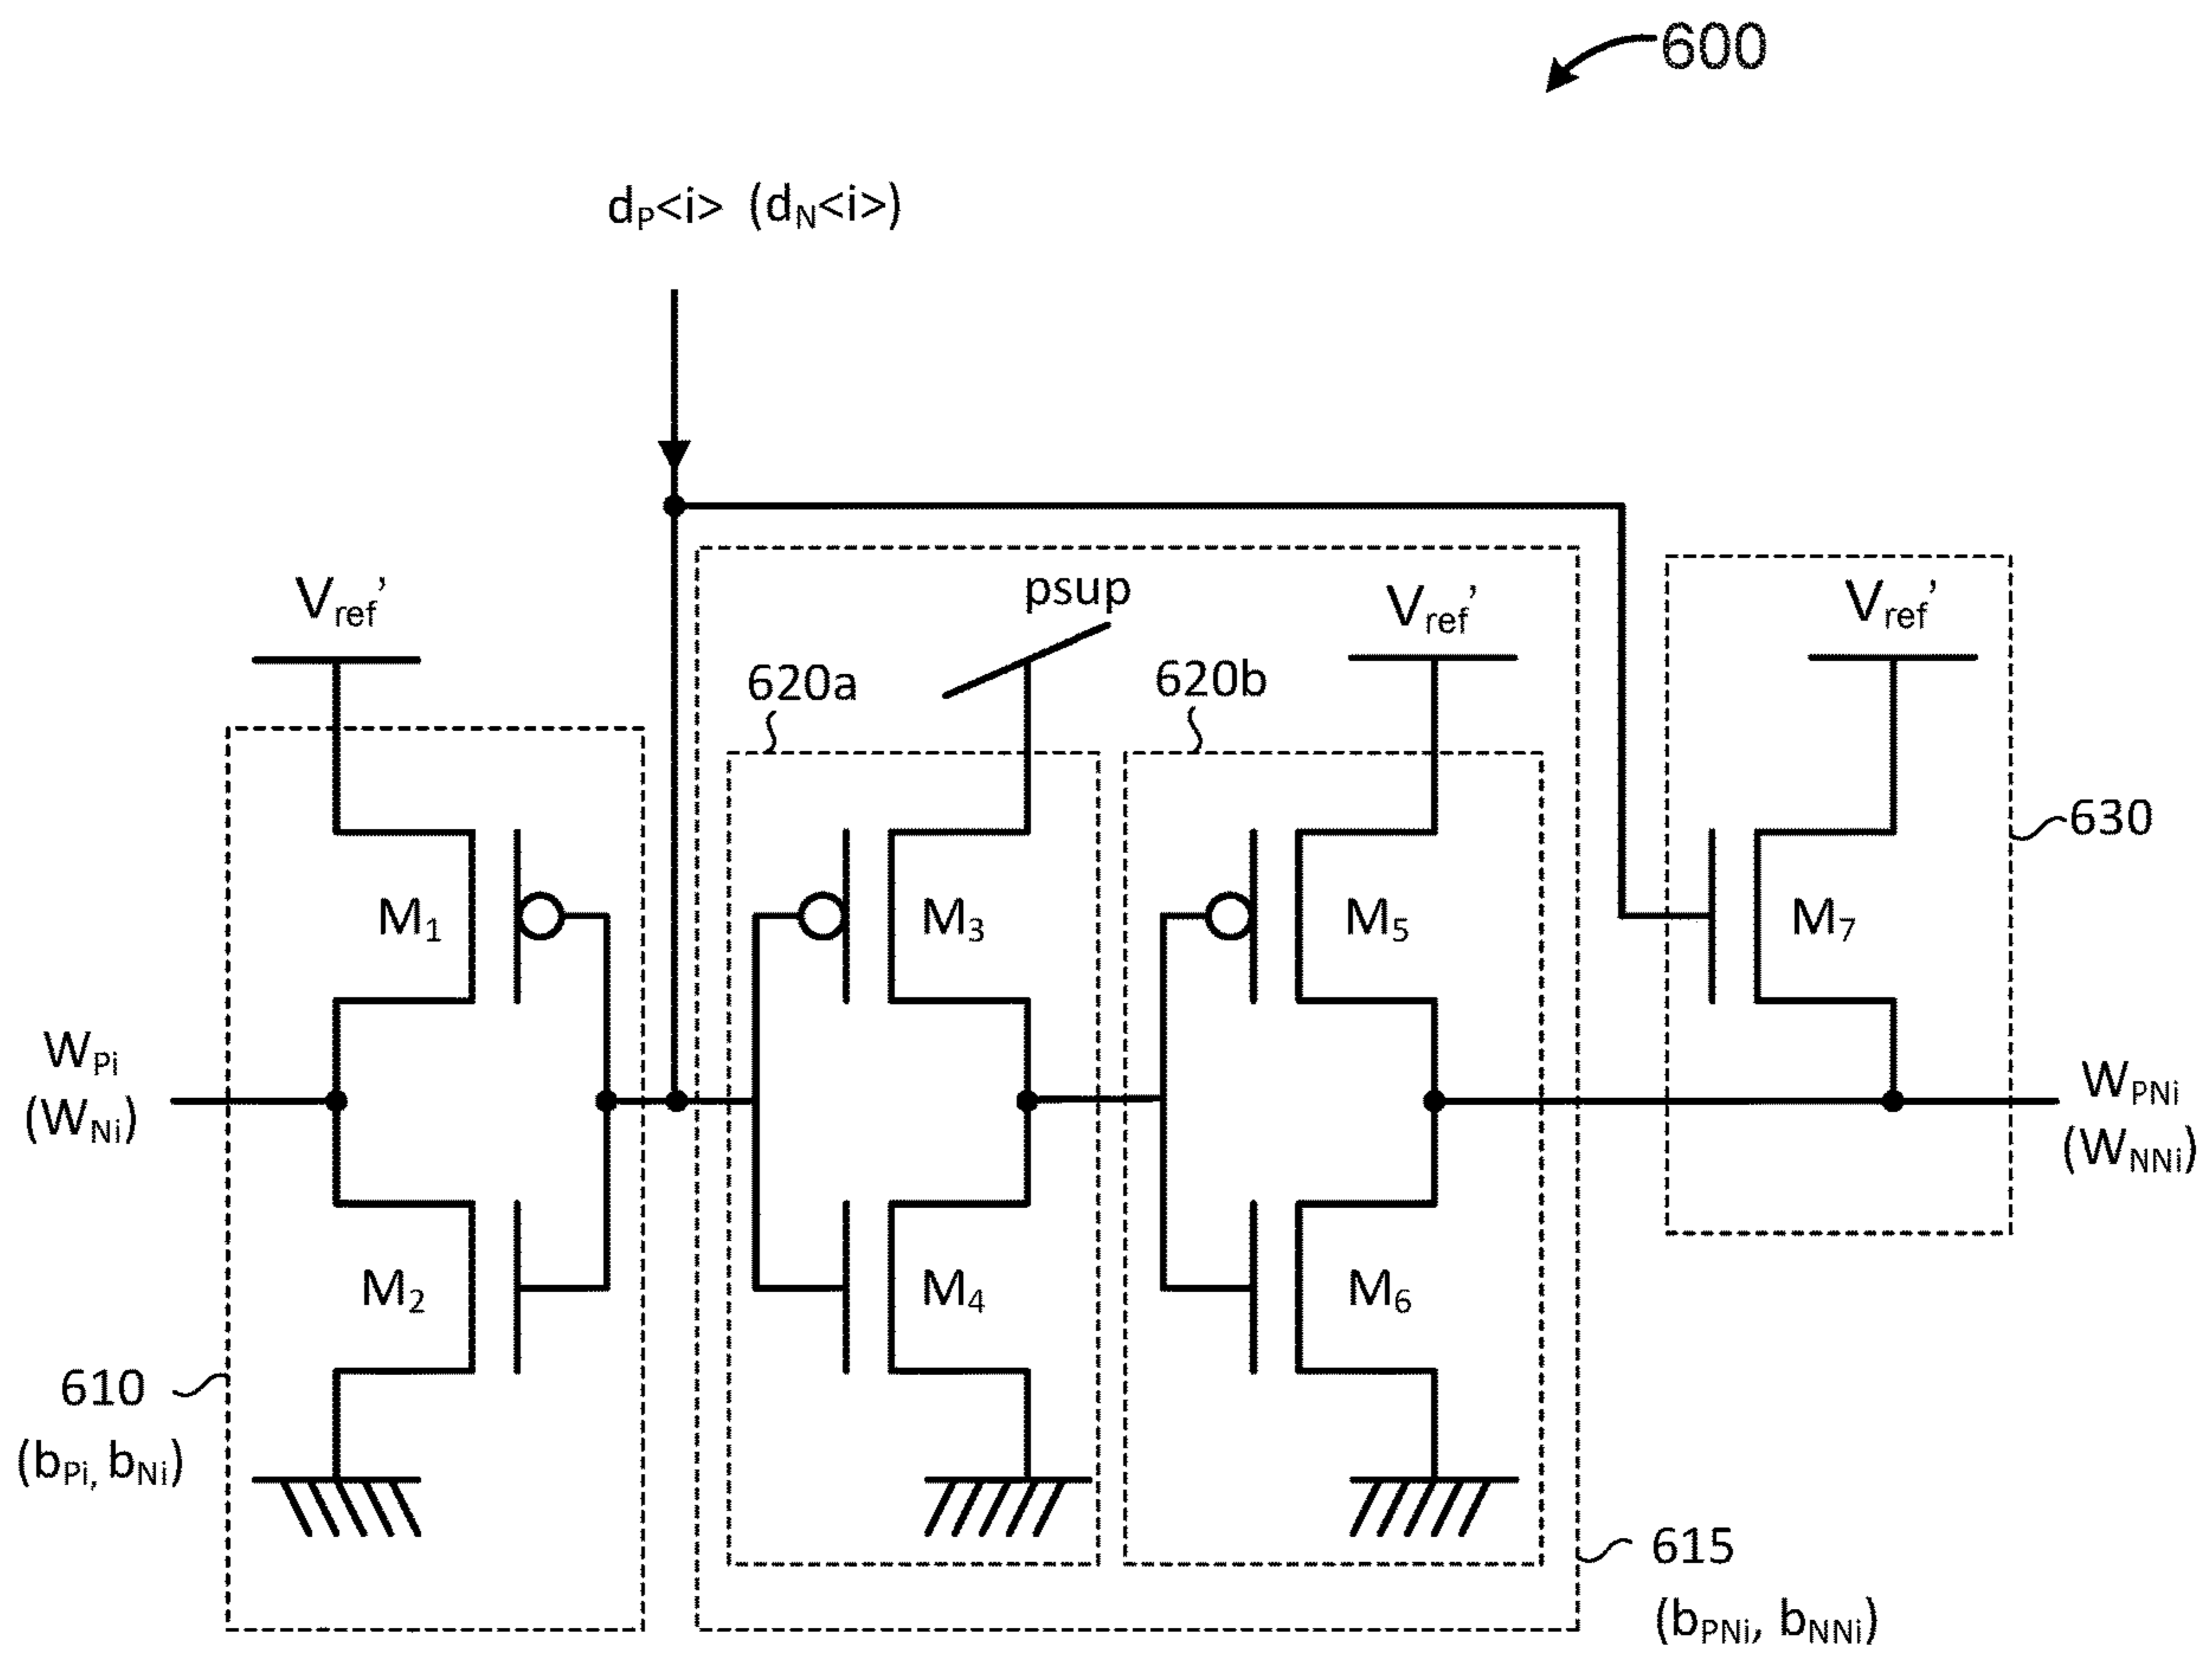 600
dP<i> (dN<i>)
Vref’
psup
Vref’
Vref’
620a
620b
630
M1
M3
M5
M7
WPi
(WNi)
WPNi
(WNNi)
M2
M4
M6
610
(bPi, bNi)
615
(bPNi, bNNi)